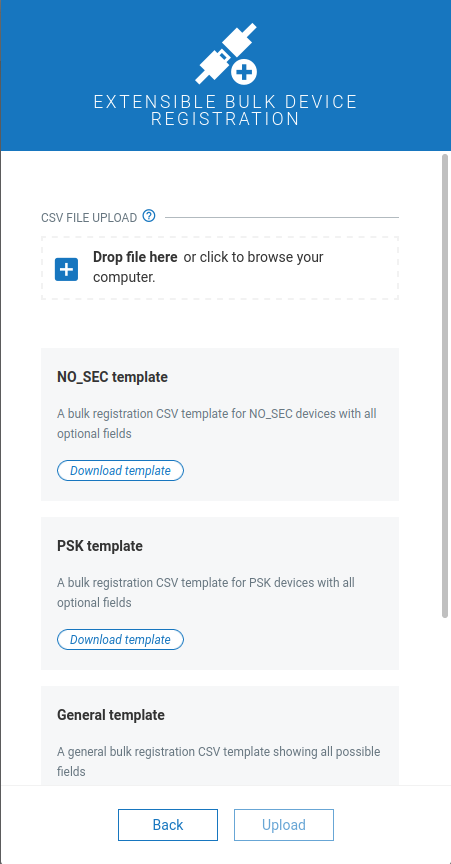 EXTENSIBLE BULK DEVICE
REGISTRATION
CSV FILE UPLOAD ?
Drop file here or click to browse your
computer.
NO_SEC template
A bulk registration CSV template for NO_SEC devices with all
optional fields
Download template
PSK template
A bulk registration CSV template for PSK devices with all
optional fields
Download template
General template
A general bulk registration CSV template showing all possible
fields
Back
Upload